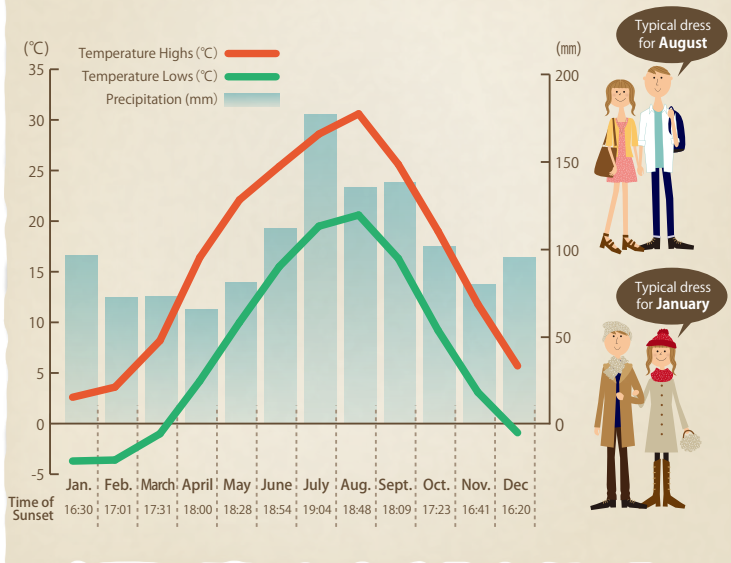 Typical dress
for August
(℃)
(mm)
Temperature Highs (℃)
Temperature Lows (℃)
Precipitation (mm)
35
30
25
20
15
10
5
0
-5
200
150
100
50
0
Typical dress
for January
Jan. Feb. March April May June July Aug. Sept. Oct. Nov. Dec
Time of
Sunset
16:30 17:01 17:31 18:00 18:28 18:54 19:04 18:48 18:09 17:23 16:41 16:20